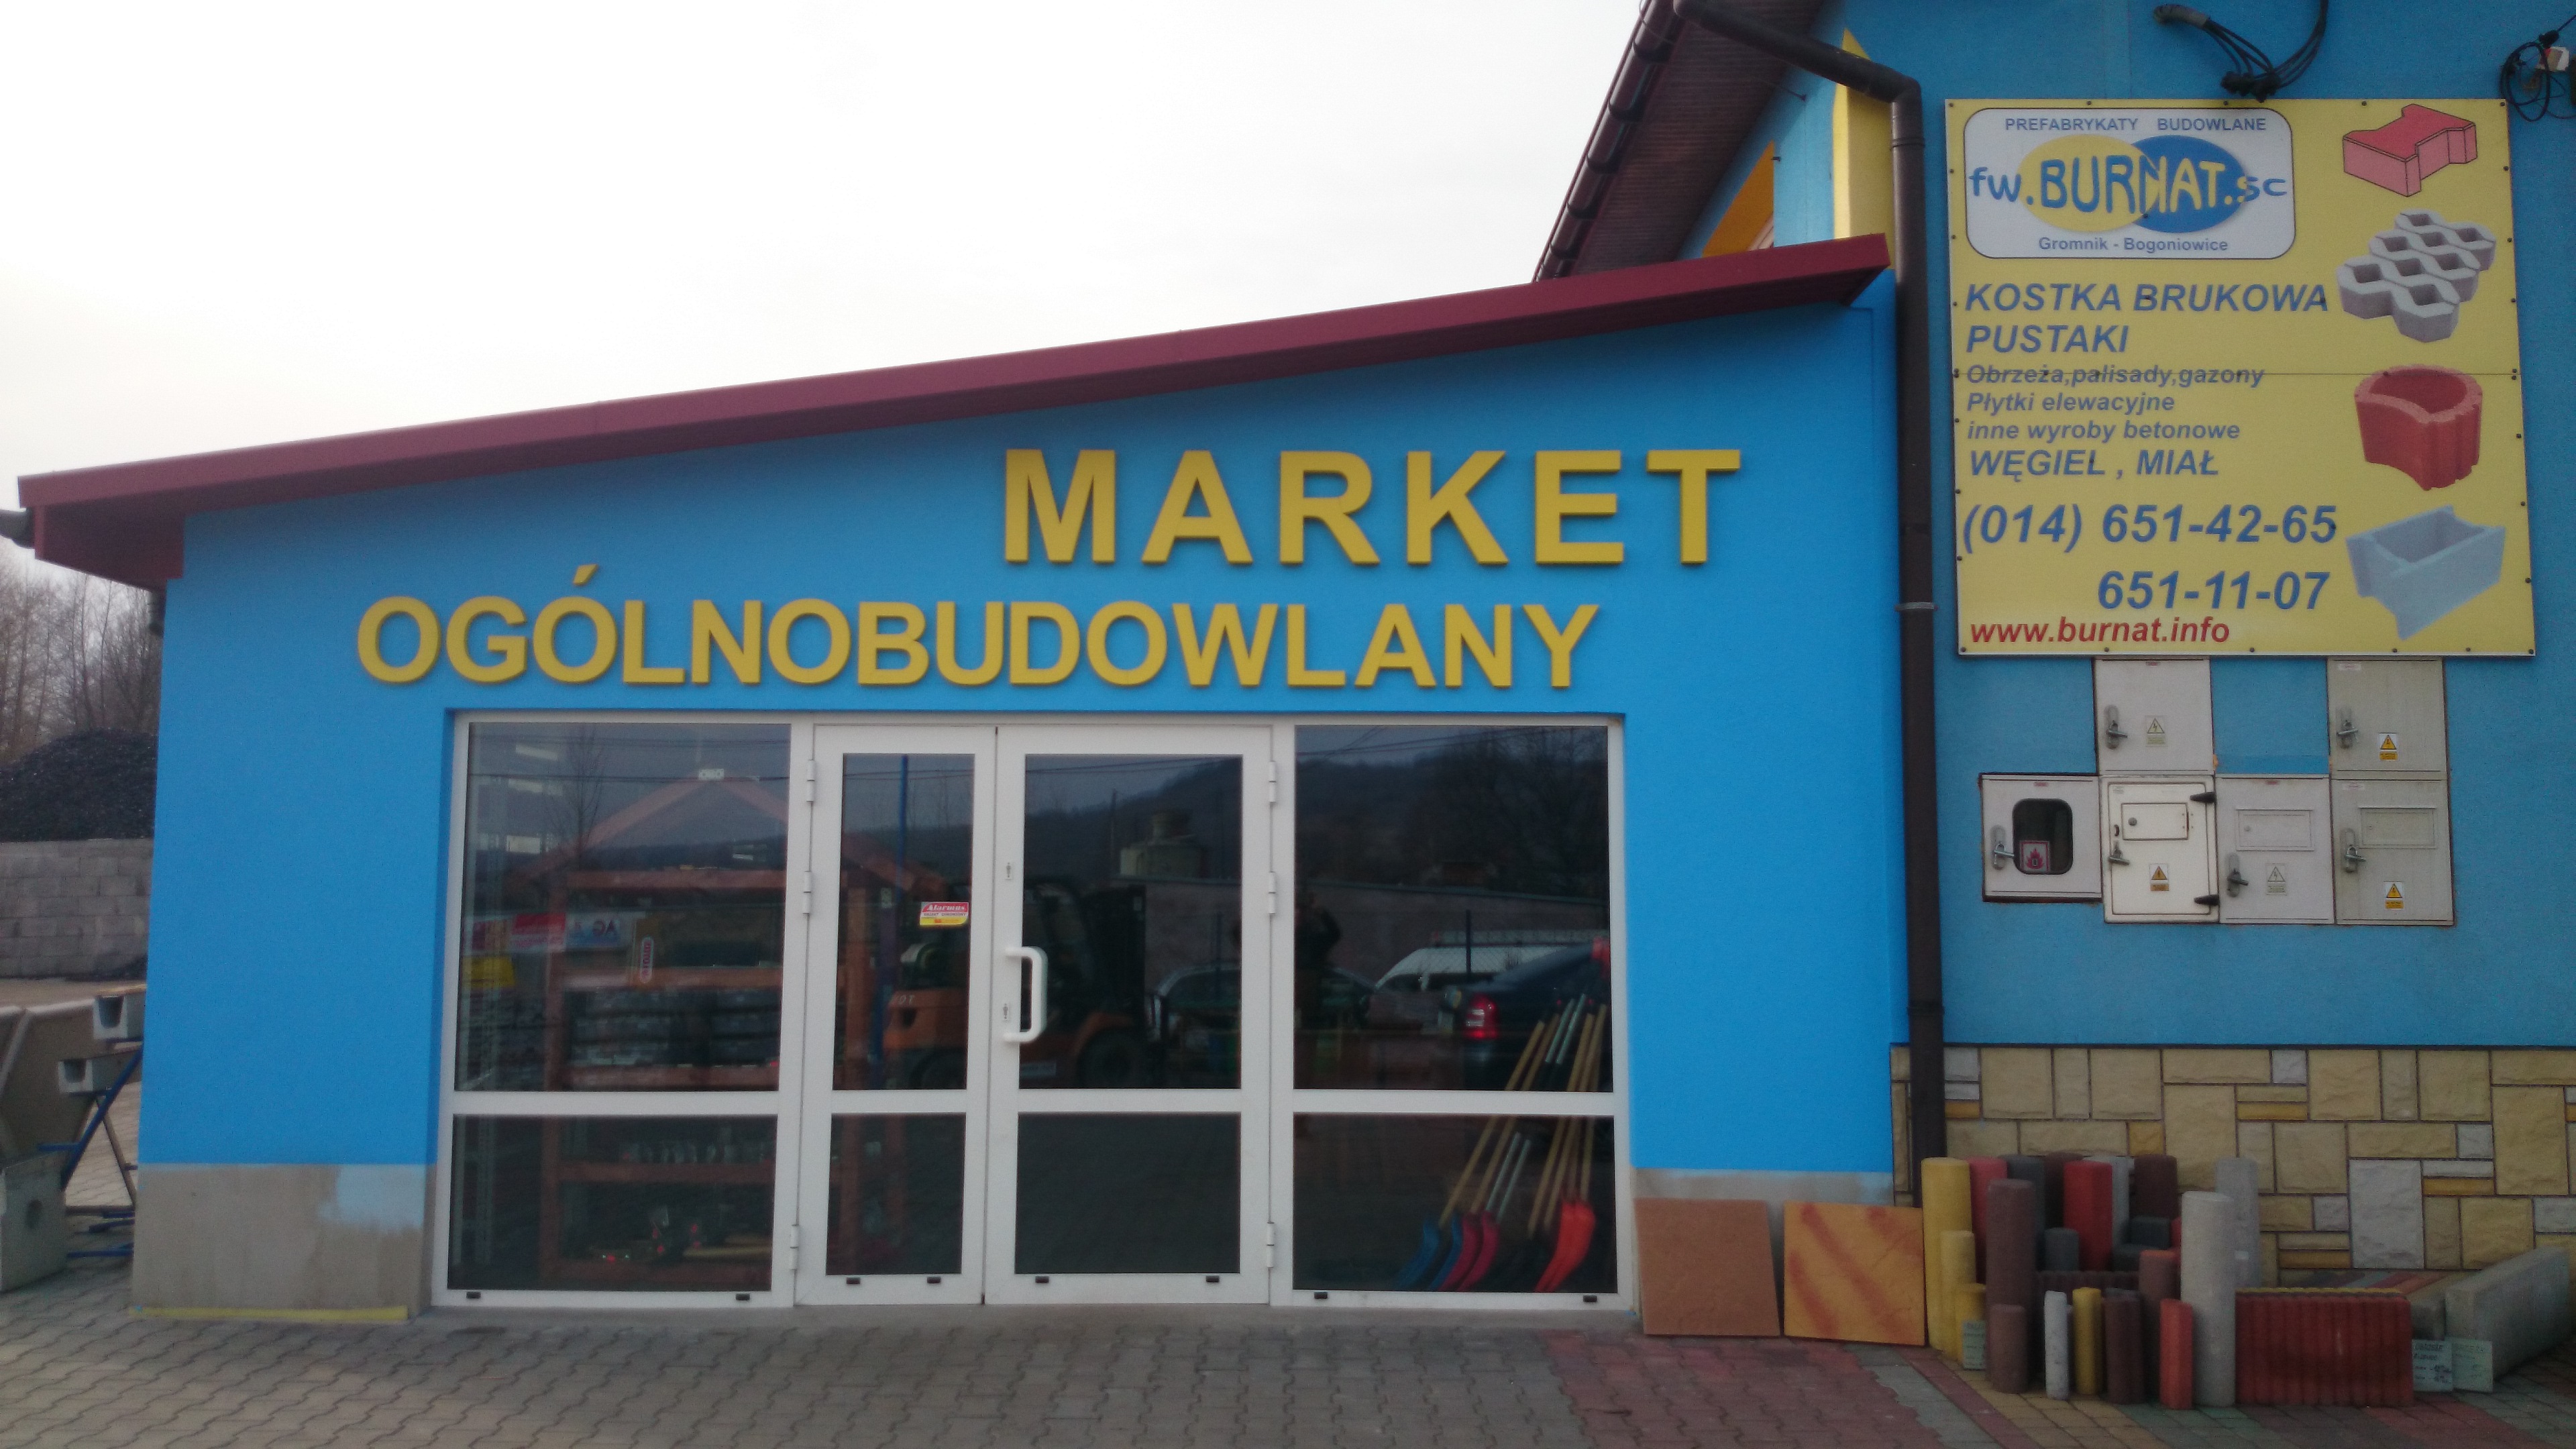 MARKET
OGÓLNOBUDOWLANY
PREFABRYKATY BUDOWLANE
fw.BURNAT.sc
Gromnik - Bogoniowice
KOSTKA BRUKOWA
PUSTAKI
Obrzeża,palisady,gazony
Płytki elewacyjne
inne wyroby betonowe
WĘGIEL , MIAŁ
(014) 651-42-65
651-11-07
www.burnat.info
Alarmus